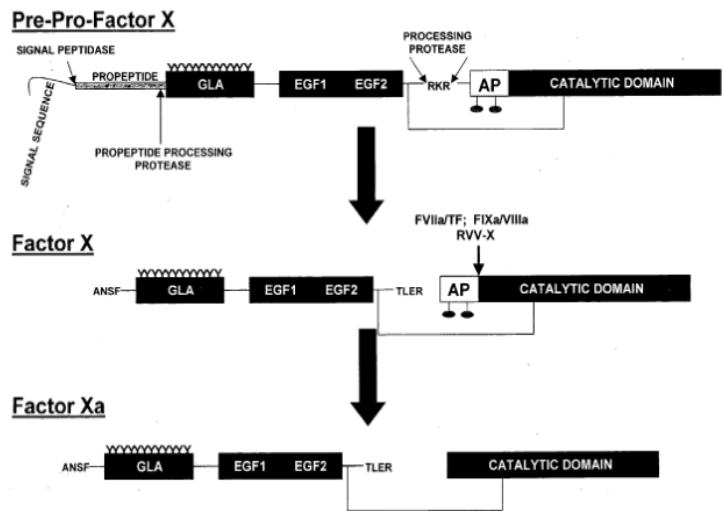 Pre-Pro-Factor X
SIGNAL PEPTIDASE
PROCESSING
PROTEASE
PROPEPTIDE
GLA
EGF1 EGF2
RKR
AP
CATALYTIC DOMAIN
SIGNAL SEQUENCE
PROPEPTIDE PROCESSING
PROTEASE
FVIIa/TF; FIXa/VIIIa
RVV-X
Factor X
ANSF
GLA
EGF1 EGF2
TLER
AP
CATALYTIC DOMAIN
Factor Xa
ANSF
GLA
EGF1 EGF2
TLER
CATALYTIC DOMAIN